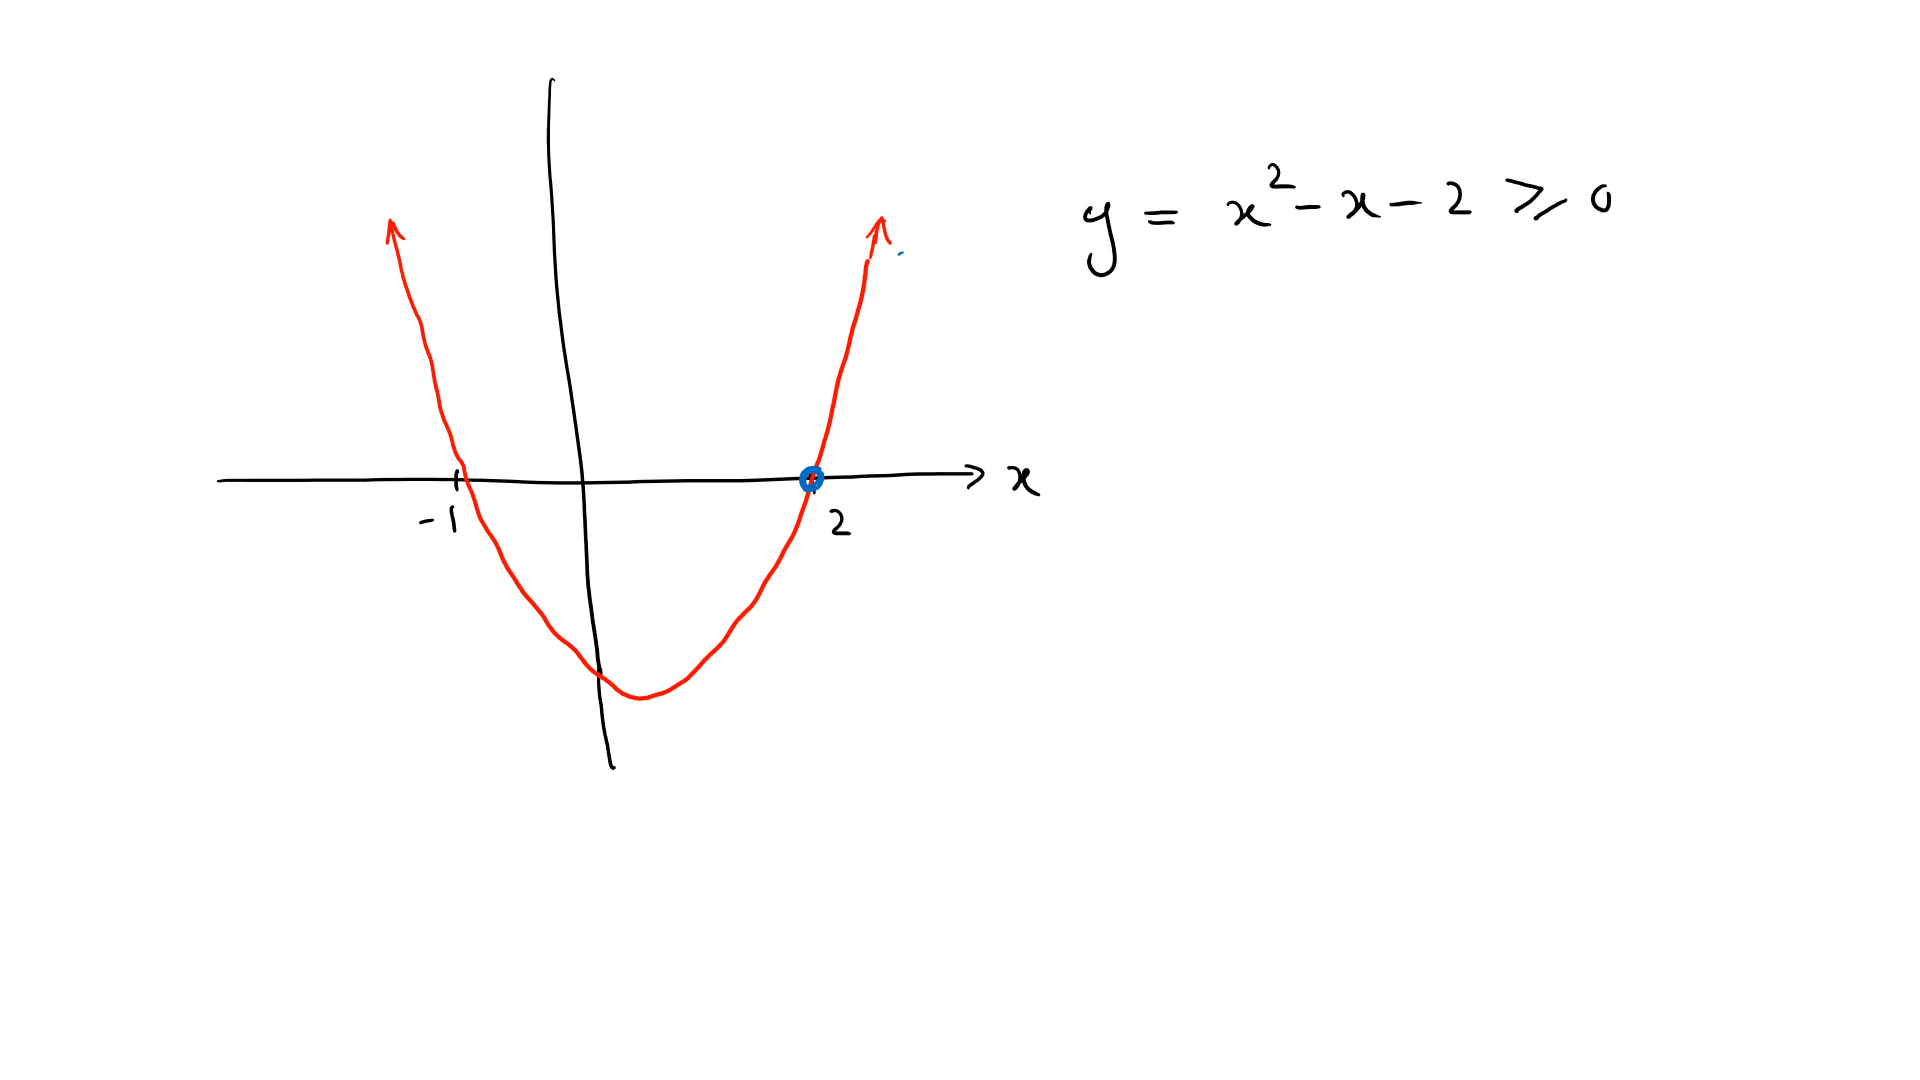 y = x² - x - 2 ⩾ 0
x
-1
2